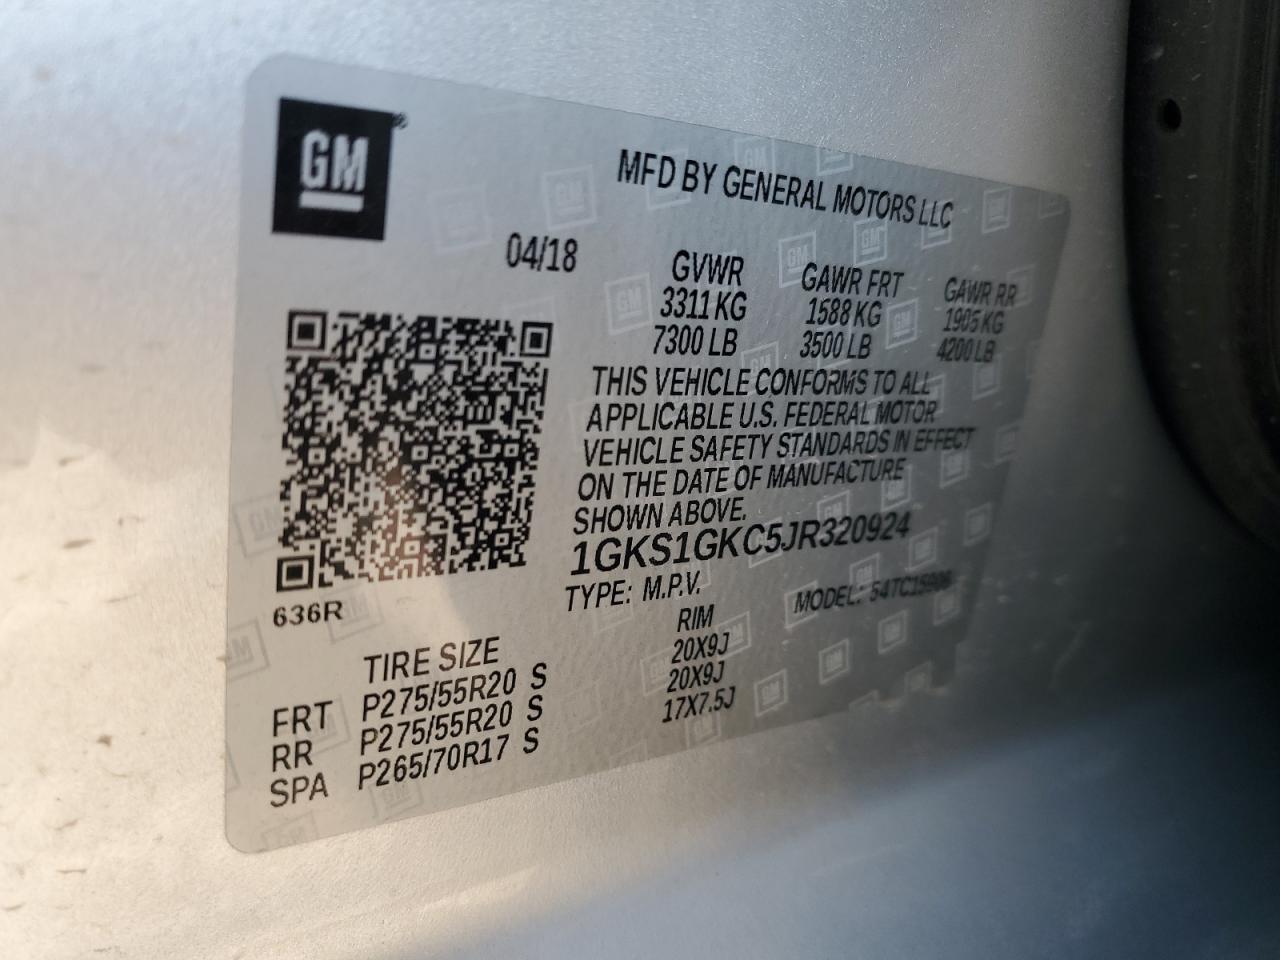 GM
MFD BY GENERAL MOTORS LLC
04/18
GVWR GAWR FRT GAWR RR
3311 KG 1588 KG 1905 KG
7300 LB 3500 LB 4200 LB
THIS VEHICLE CONFORMS TO ALL
APPLICABLE U.S. FEDERAL MOTOR
VEHICLE SAFETY STANDARDS IN EFFECT
ON THE DATE OF MANUFACTURE
SHOWN ABOVE.
1GKS1GKC5JR320924
TYPE: M.P.V. MODEL:
636R
TIRE SIZE RIM
FRT P275/55R20 S 20X9J
RR P275/55R20 S 20X9J
SPA P265/70R17 S 17X7.5J